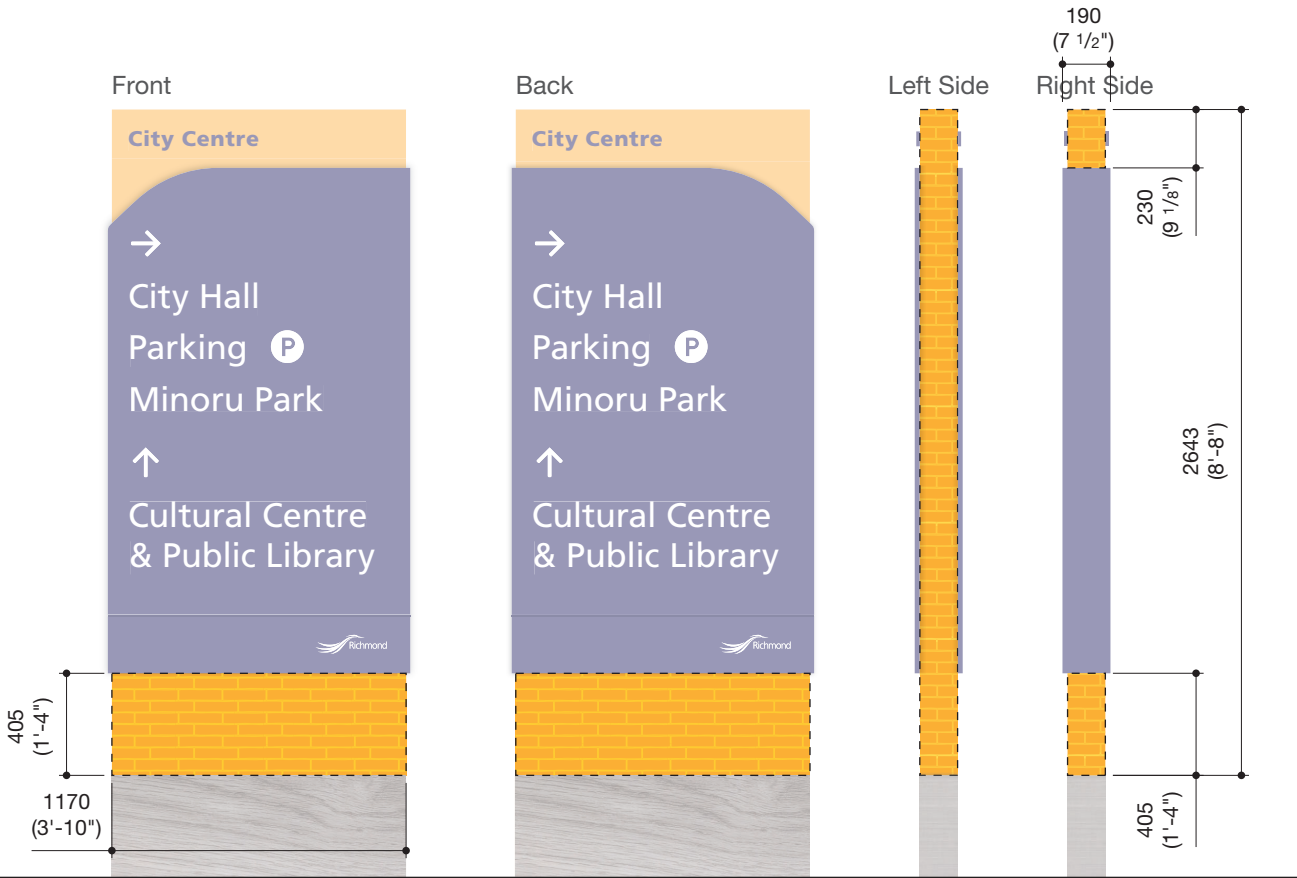 190
(7 1/2")
Front
Back
Left Side
Right Side
City Centre
City Centre
230
(9 1/8")
→
City Hall
Parking P
Minoru Park
↑
Cultural Centre
& Public Library
Richmond
→
City Hall
Parking P
Minoru Park
↑
Cultural Centre
& Public Library
Richmond
2643
(8'-8")
405
(1'-4")
1170
(3'-10")
405
(1'-4")